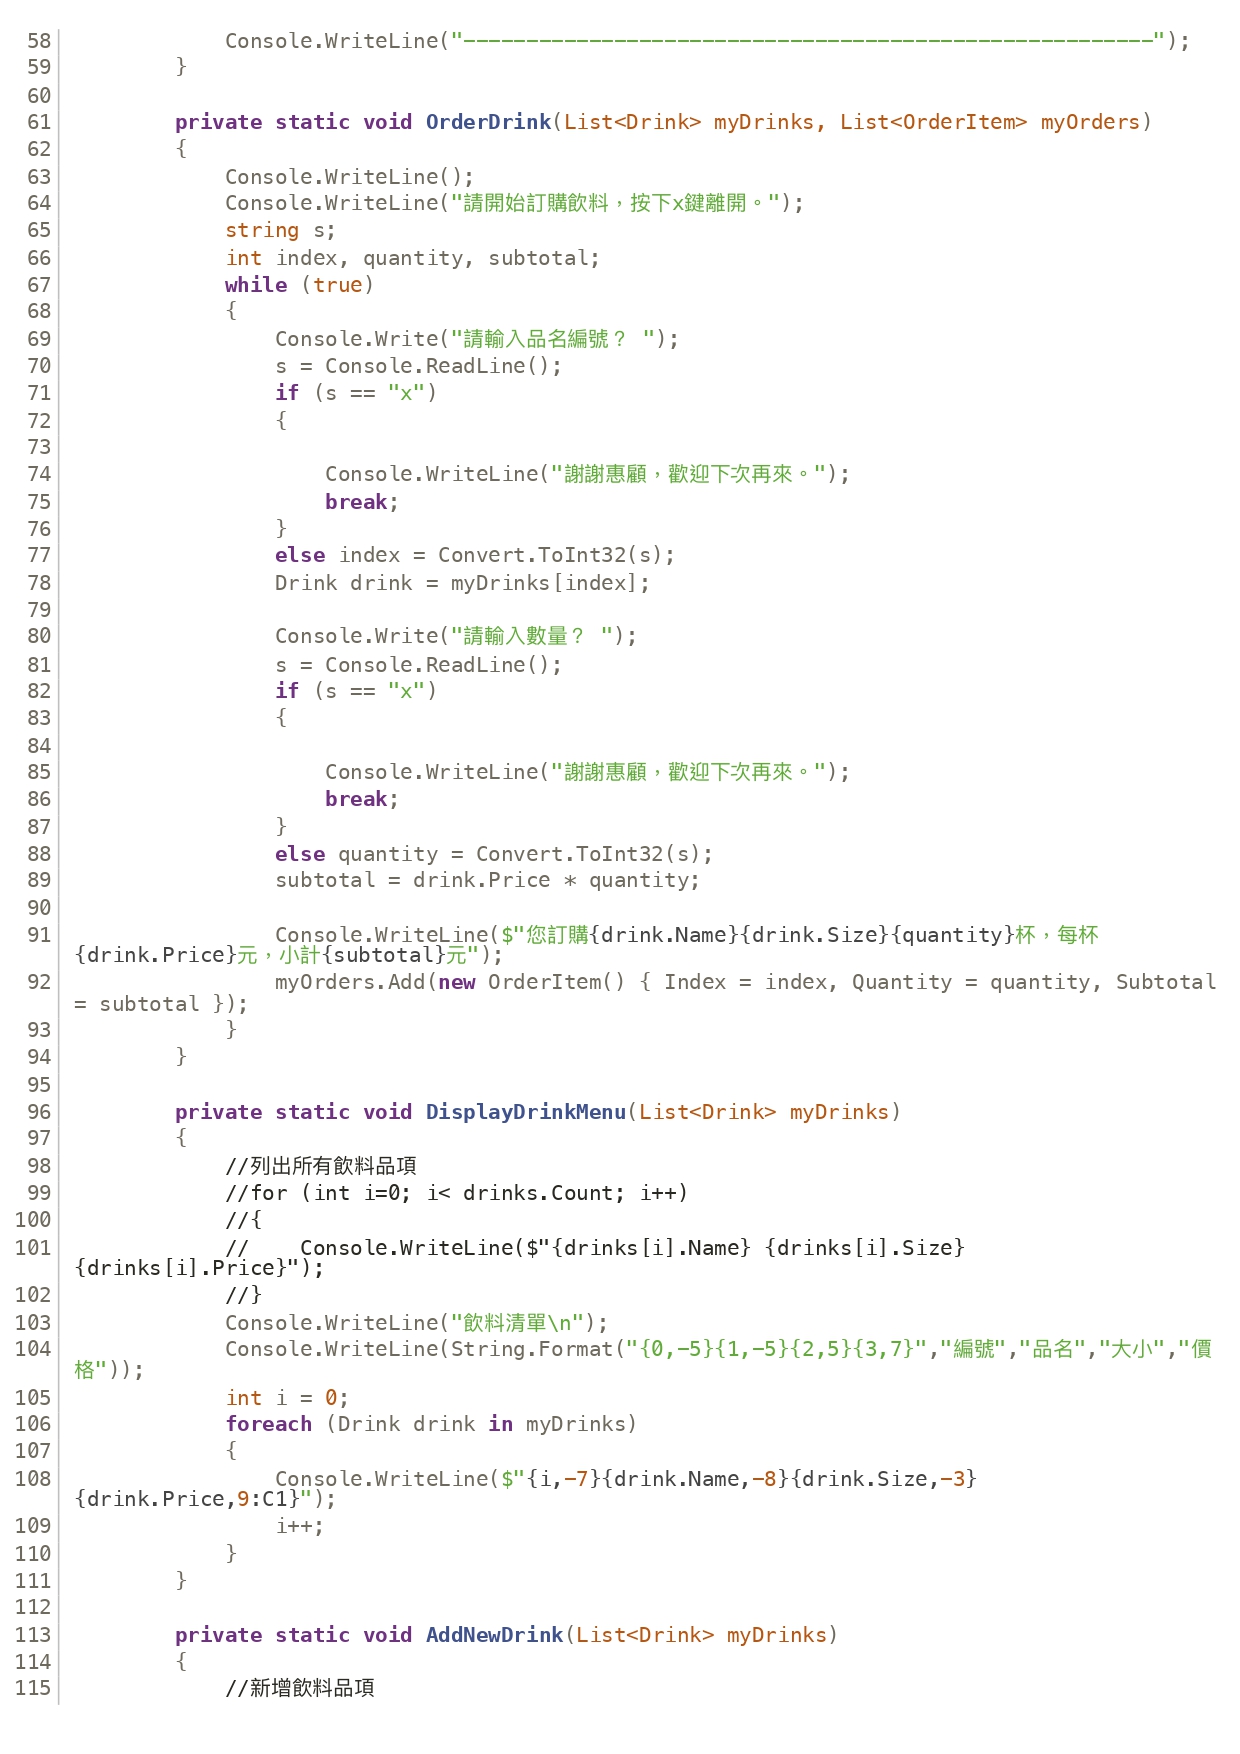 58             Console.WriteLine("-------------------------------------------------------");
59         }
60
61         private static void OrderDrink(List<Drink> myDrinks, List<OrderItem> myOrders)
62         {
63             Console.WriteLine();
64             Console.WriteLine("請開始訂購飲料，按下x鍵離開。");
65             string s;
66             int index, quantity, subtotal;
67             while (true)
68             {
69                 Console.Write("請輸入品名編號？ ");
70                 s = Console.ReadLine();
71                 if (s == "x")
72                 {
73
74                     Console.WriteLine("謝謝惠顧，歡迎下次再來。");
75                     break;
76                 }
77                 else index = Convert.ToInt32(s);
78                 Drink drink = myDrinks[index];
79
80                 Console.Write("請輸入數量？ ");
81                 s = Console.ReadLine();
82                 if (s == "x")
83                 {
84
85                     Console.WriteLine("謝謝惠顧，歡迎下次再來。");
86                     break;
87                 }
88                 else quantity = Convert.ToInt32(s);
89                 subtotal = drink.Price * quantity;
90
91                 Console.WriteLine($"您訂購{drink.Name}{drink.Size}{quantity}杯，每杯
{drink.Price}元，小計{subtotal}元");
92                 myOrders.Add(new OrderItem() { Index = index, Quantity = quantity, Subtotal
= subtotal });
93             }
94         }
95
96         private static void DisplayDrinkMenu(List<Drink> myDrinks)
97         {
98             //列出所有飲料品項
99             //for (int i=0; i< drinks.Count; i++)
100             //{
101             //    Console.WriteLine($"{drinks[i].Name} {drinks[i].Size}
{drinks[i].Price}");
102             //}
103             Console.WriteLine("飲料清單\n");
104             Console.WriteLine(String.Format("{0,-5}{1,-5}{2,5}{3,7}","編號","品名","大小","價
格"));
105             int i = 0;
106             foreach (Drink drink in myDrinks)
107             {
108                 Console.WriteLine($"{i,-7}{drink.Name,-8}{drink.Size,-3}
{drink.Price,9:C1}");
109                 i++;
110             }
111         }
112
113         private static void AddNewDrink(List<Drink> myDrinks)
114         {
115             //新增飲料品項